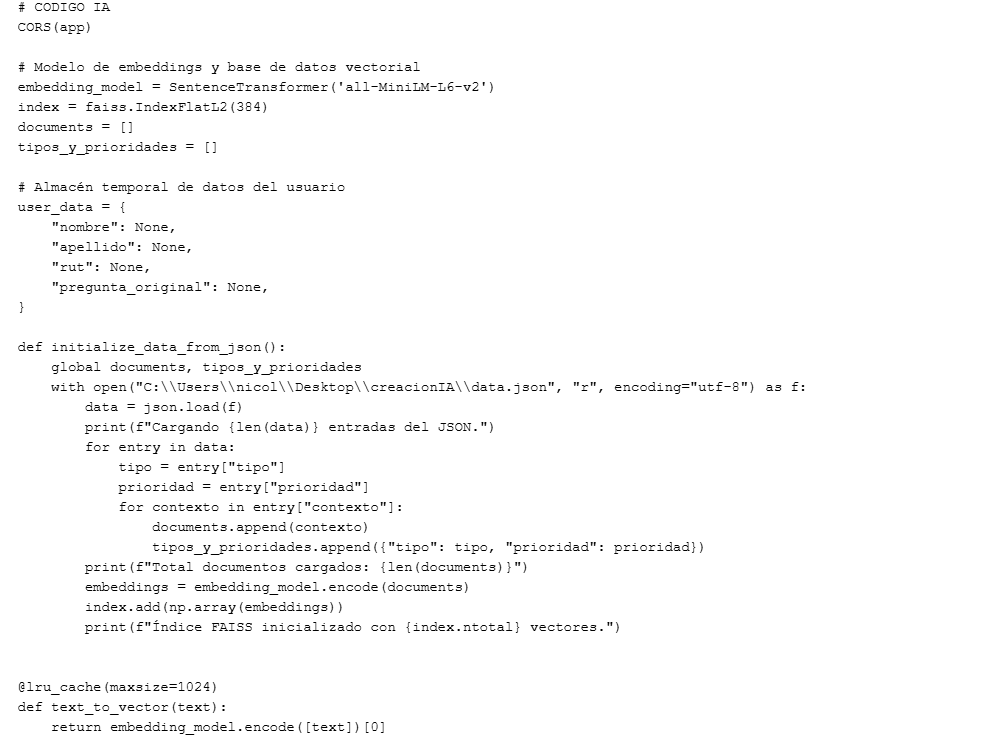 # CODIGO IA
CORS(app)

# Modelo de embeddings y base de datos vectorial
embedding_model = SentenceTransformer('all-MiniLM-L6-v2')
index = faiss.IndexFlatL2(384)
documents = []
tipos_y_prioridades = []

# Almacén temporal de datos del usuario
user_data = {
    "nombre": None,
    "apellido": None,
    "rut": None,
    "pregunta_original": None,
}

def initialize_data_from_json():
    global documents, tipos_y_prioridades
    with open("C:\\Users\\nicol\\Desktop\\creacionIA\\data.json", "r", encoding="utf-8") as f:
        data = json.load(f)
        print(f"Cargando {len(data)} entradas del JSON.")
        for entry in data:
            tipo = entry["tipo"]
            prioridad = entry["prioridad"]
            for contexto in entry["contexto"]:
                documents.append(contexto)
                tipos_y_prioridades.append({"tipo": tipo, "prioridad": prioridad})
        print(f"Total documentos cargados: {len(documents)}")
        embeddings = embedding_model.encode(documents)
        index.add(np.array(embeddings))
        print(f"Índice FAISS inicializado con {index.ntotal} vectores.")


@lru_cache(maxsize=1024)
def text_to_vector(text):
    return embedding_model.encode([text])[0]